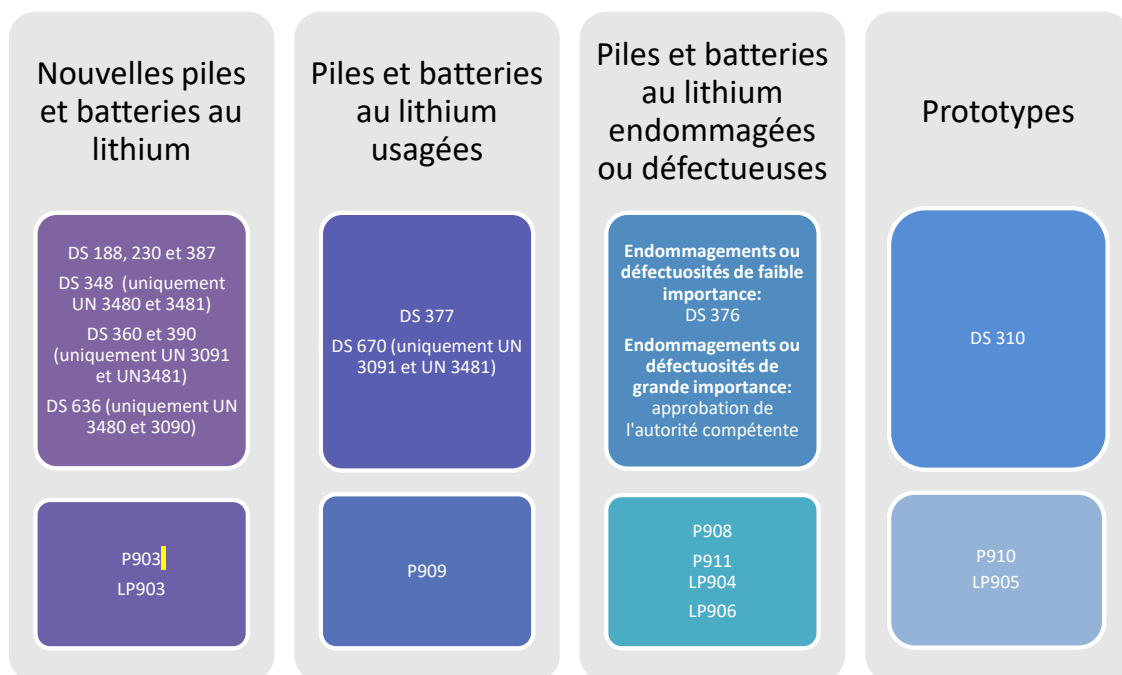 Nouvelles piles
et batteries au
lithium
DS 188, 230 et 387
DS 348 (uniquement
UN 3480 et 3481)
DS 360 et 390
(uniquement UN 3091
et UN3481)
DS 636 (uniquement UN
3480 et 3090)
P903
LP903
Piles et batteries
au lithium
usagées
DS 377
DS 670 (uniquement UN
3091 et UN 3481)
P909
Piles et batteries
au lithium
endommagées
ou défectueuses
Endommagements ou
défectuosités de faible
importance:
DS 376
Endommagements ou
défectuosités de
grande importance:
approbation de
l'autorité compétente
P908
P911
LP904
LP906
Prototypes
DS 310
P910
LP905